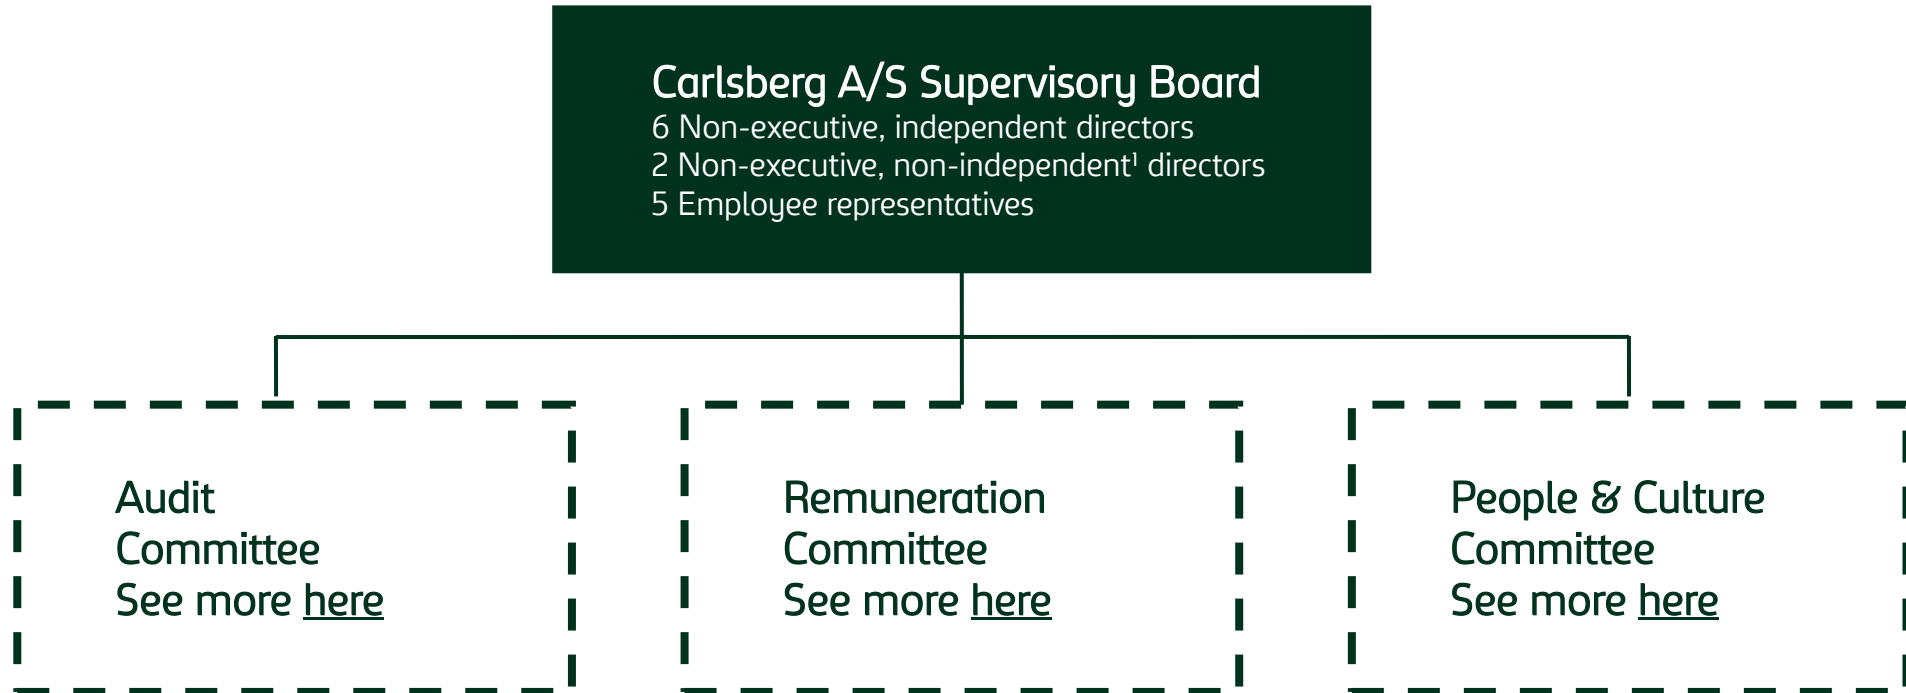 Carlsberg A/S Supervisory Board
6 Non-executive, independent directors
2 Non-executive, non-independent¹ directors
5 Employee representatives
Audit
Committee
See more here
Remuneration
Committee
See more here
People & Culture
Committee
See more here